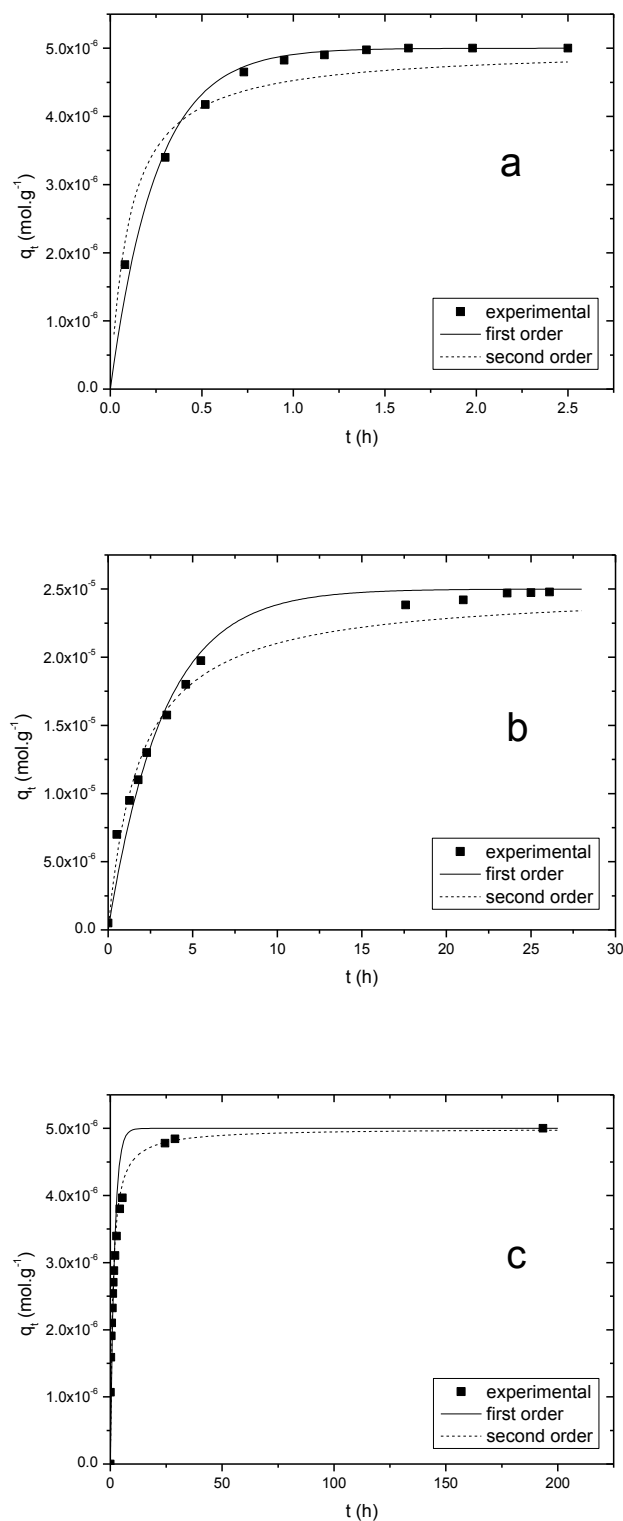 5.0x10⁻⁶
4.0x10⁻⁶
3.0x10⁻⁶
2.0x10⁻⁶
1.0x10⁻⁶
0.0
qₜ (mol.g⁻¹)
a
experimental
first order
second order
0.0 0.5 1.0 1.5 2.0 2.5
t (h)
2.5x10⁻⁵
2.0x10⁻⁵
1.5x10⁻⁵
1.0x10⁻⁵
5.0x10⁻⁶
0.0
qₜ (mol.g⁻¹)
b
experimental
first order
second order
0 5 10 15 20 25 30
t (h)
5.0x10⁻⁶
4.0x10⁻⁶
3.0x10⁻⁶
2.0x10⁻⁶
1.0x10⁻⁶
0.0
qₜ (mol.g⁻¹)
c
experimental
first order
second order
0 50 100 150 200
t (h)